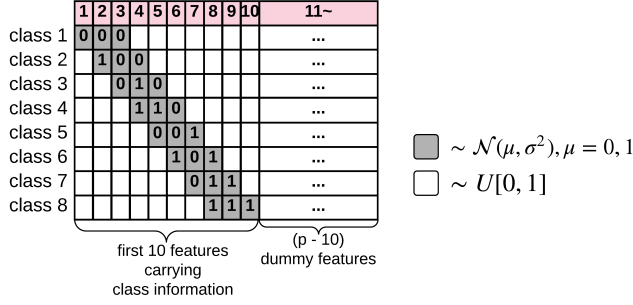 1 2 3 4 5 6 7 8 9 10 11~
class 1 0 0 0 ...
class 2 1 0 0 ...
class 3 0 1 0 ...
class 4 1 1 0 ...
class 5 0 0 1 ...
class 6 1 0 1 ...
class 7 0 1 1 ...
class 8 1 1 1 ...
first 10 features
carrying
class information
(p - 10)
dummy features
~ 𝒩(μ, σ²), μ = 0, 1
~ U[0, 1]